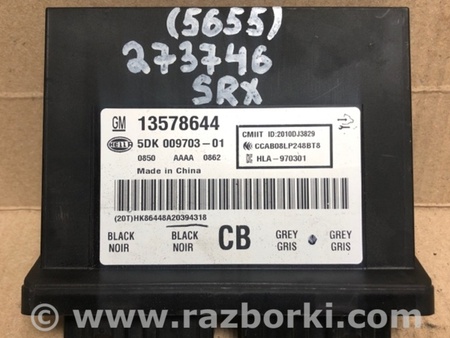 (5655)
273746
SRX
GM 13578644
HELLA 5DK 009703-01
0850 AAAA 0862
Made in China
CMIIT ID:2010DJ3829
CCAB08LP248BT8
HLA-970301
(20T)HK86448A20394318
BLACK BLACK CB GREY GREY
NOIR NOIR GRIS GRIS
www.razborki.com